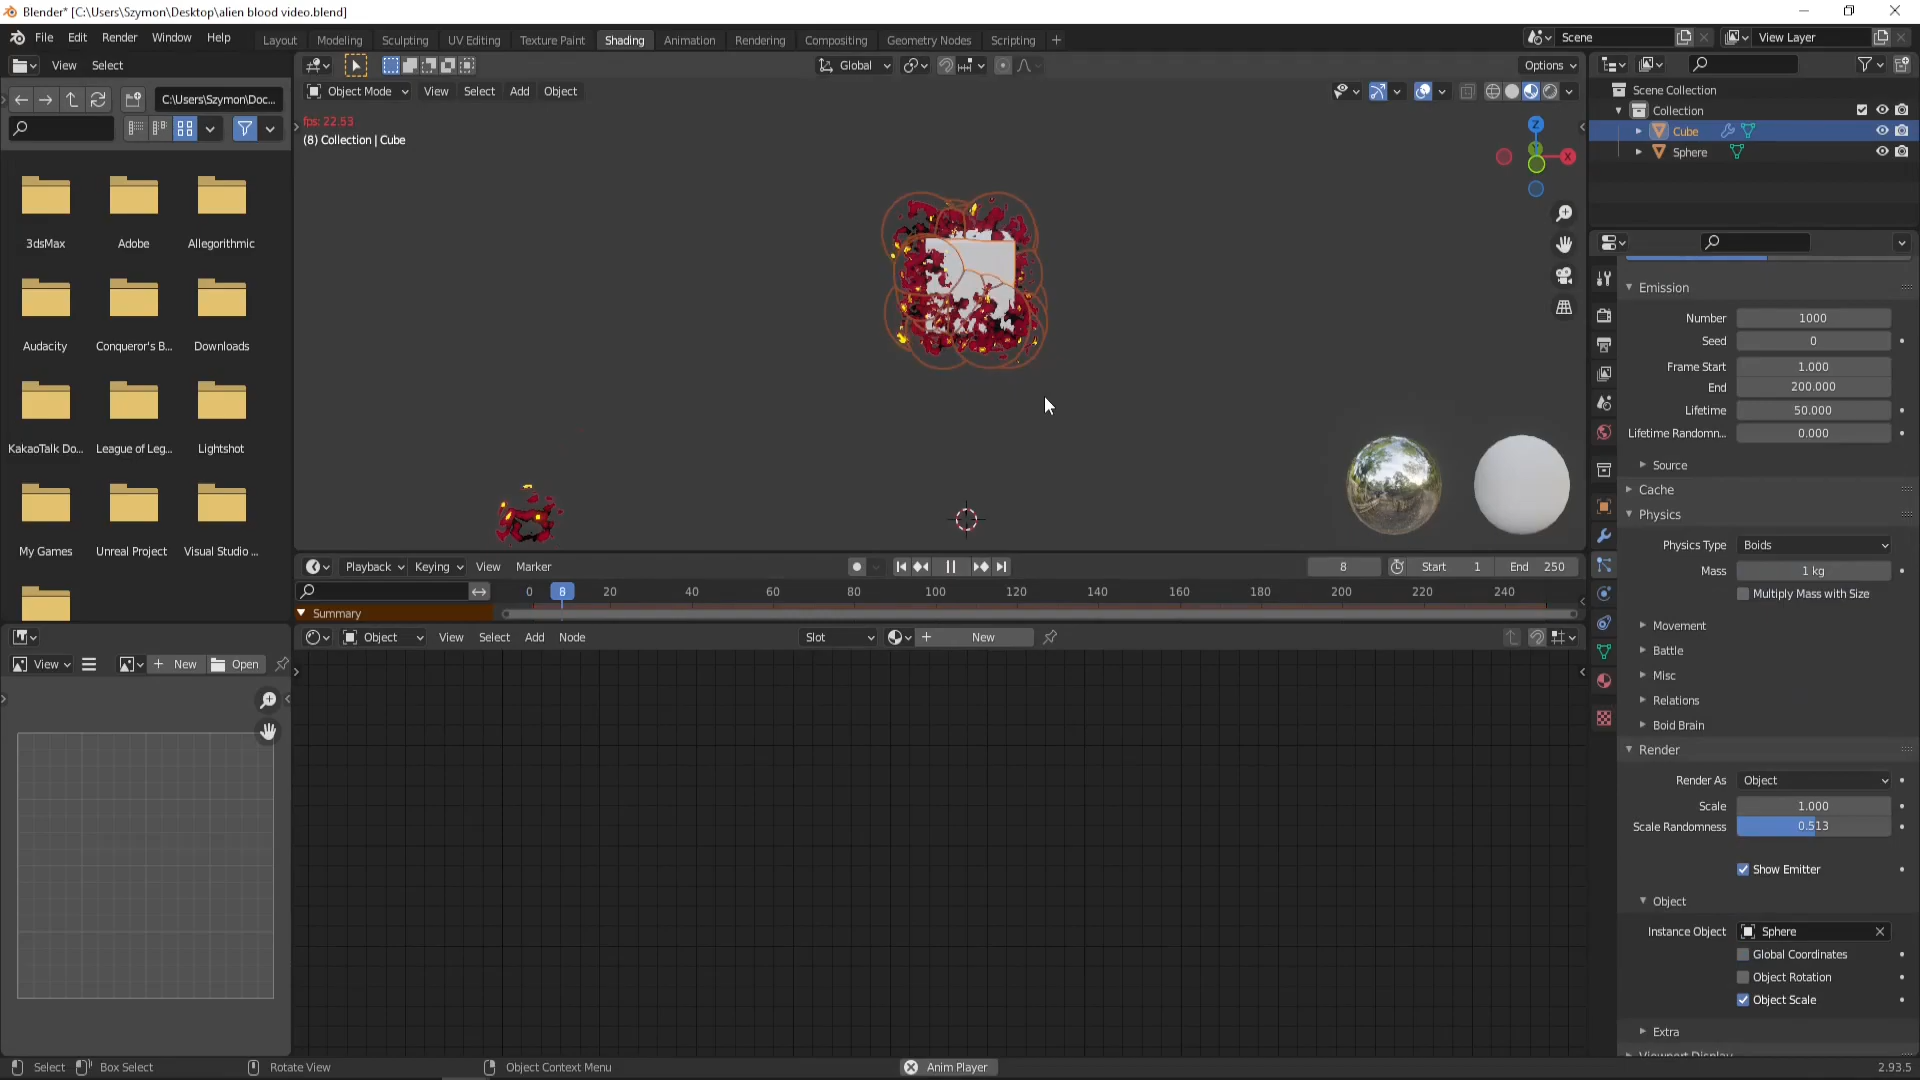 Blender* [C:\Users\Szymon\Desktop\alien blood video.blend]
File Edit Render Window Help
Layout Modeling Sculpting UV Editing Texture Paint Shading Animation Rendering Compositing Geometry Nodes Scripting +
Scene
View Layer
View Select
Global
Options
C:\Users\Szymon\Doc...
Object Mode View Select Add Object
fps: 22.53
(8) Collection | Cube
Z
X
Scene Collection
Collection
Cube
Sphere
3dsMax Adobe Allegorithmic
Audacity Conqueror's B... Downloads
KakaoTalk Do... League of Leg... Lightshot
My Games Unreal Project Visual Studio ...
Emission
Number 1000
Seed 0
Frame Start 1.000
End 200.000
Lifetime 50.000
Lifetime Randomn... 0.000
Source
Cache
Physics
Physics Type Boids
Mass 1 kg
Multiply Mass with Size
Movement
Battle
Misc
Relations
Boid Brain
Render
Render As Object
Scale 1.000
Scale Randomness 0.513
Show Emitter
Object
Instance Object Sphere
Global Coordinates
Object Rotation
Object Scale
Extra
Viewport Display
Playback Keying View Marker
8
Start 1 End 250
0 8 20 40 60 80 100 120 140 160 180 200 220 240
Summary
Object View Select Add Node
Slot
+ New
View
+ New Open
Select Box Select Rotate View Object Context Menu
Anim Player
2.93.5